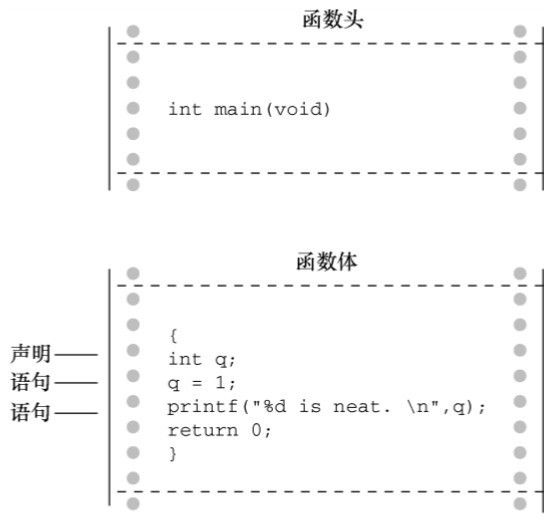 函数头
int main(void)
函数体
{
声明 int q;
语句 q = 1;
语句 printf("%d is neat. \n",q);
return 0;
}